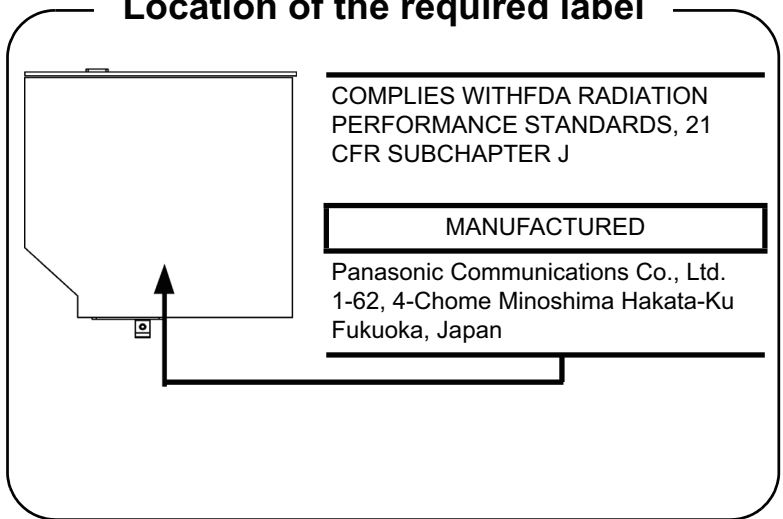 Location of the required label
COMPLIES WITHFDA RADIATION
PERFORMANCE STANDARDS, 21
CFR SUBCHAPTER J
MANUFACTURED
Panasonic Communications Co., Ltd.
1-62, 4-Chome Minoshima Hakata-Ku
Fukuoka, Japan